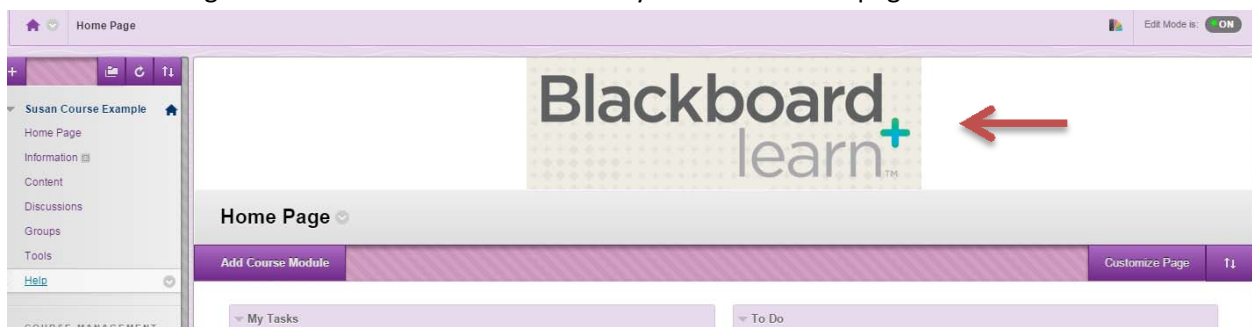 Home Page
Edit Mode is: ON
Susan Course Example
Home Page
Information
Content
Discussions
Groups
Tools
Help
Blackboard
learn+
TM
Home Page
Add Course Module
Customize Page
My Tasks
To Do